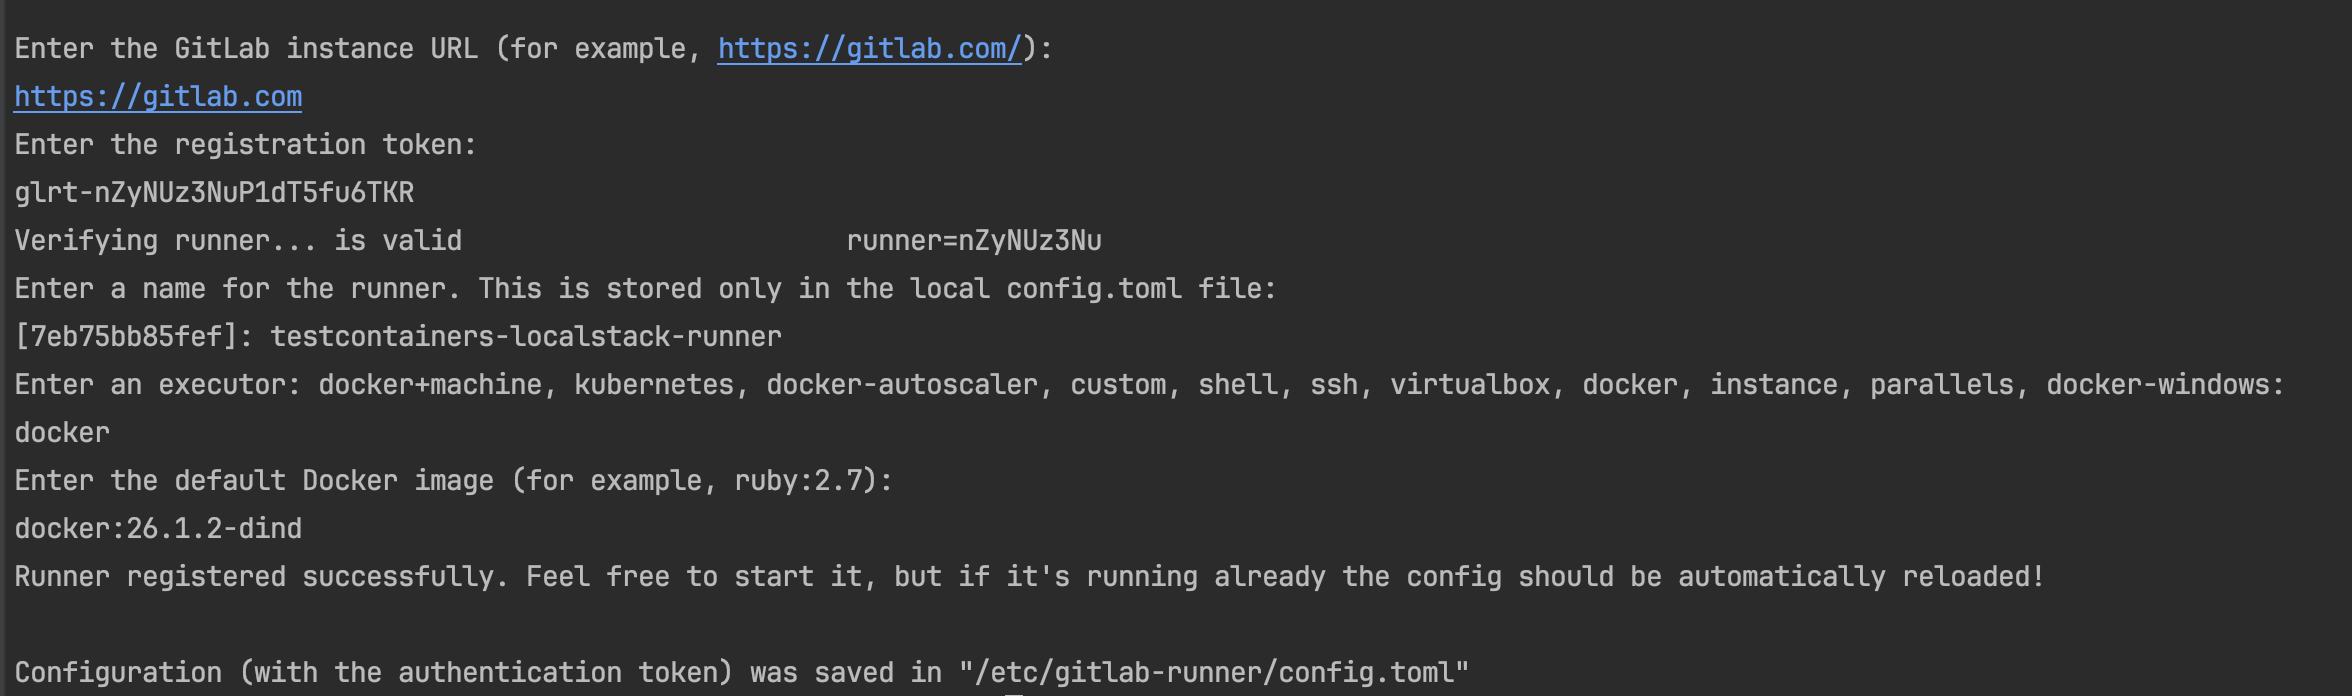 Enter the GitLab instance URL (for example, https://gitlab.com/):
https://gitlab.com
Enter the registration token:
glrt-nZyNUz3NuP1dT5fu6TKR
Verifying runner... is valid                        runner=nZyNUz3Nu
Enter a name for the runner. This is stored only in the local config.toml file:
[7eb75bb85fef]: testcontainers-localstack-runner
Enter an executor: docker+machine, kubernetes, docker-autoscaler, custom, shell, ssh, virtualbox, docker, instance, parallels, docker-windows:
docker
Enter the default Docker image (for example, ruby:2.7):
docker:26.1.2-dind
Runner registered successfully. Feel free to start it, but if it's running already the config should be automatically reloaded!
Configuration (with the authentication token) was saved in "/etc/gitlab-runner/config.toml"